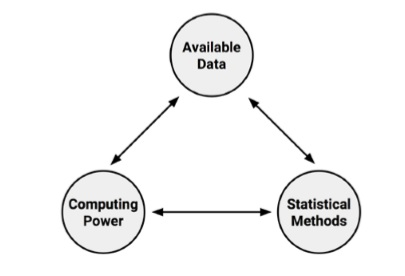 Available
Data
Computing
Power
Statistical
Methods